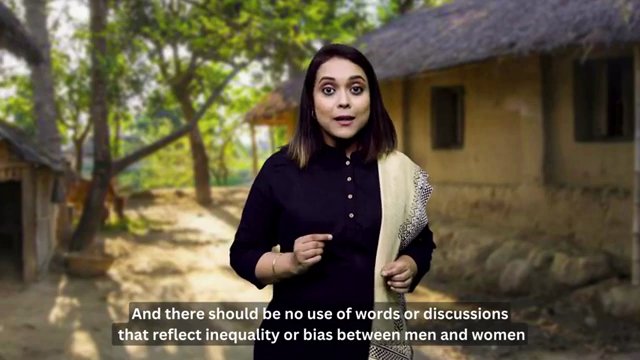 And there should be no use of words or discussions
that reflect inequality or bias between men and women